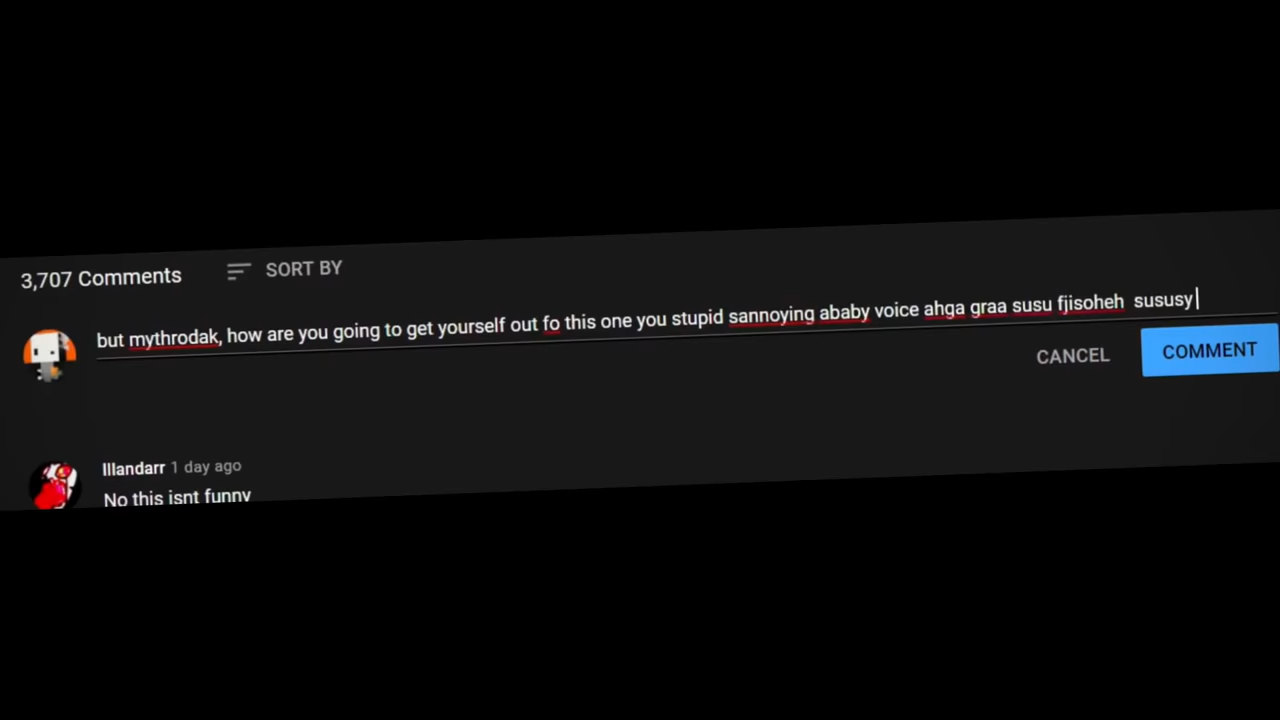 3,707 Comments SORT BY
but mythrodak, how are you going to get yourself out fo this one you stupid sannoying ababy voice ahga graa susu fjisoheh  sususy
CANCEL COMMENT
Illandarr 1 day ago
No this isnt funny